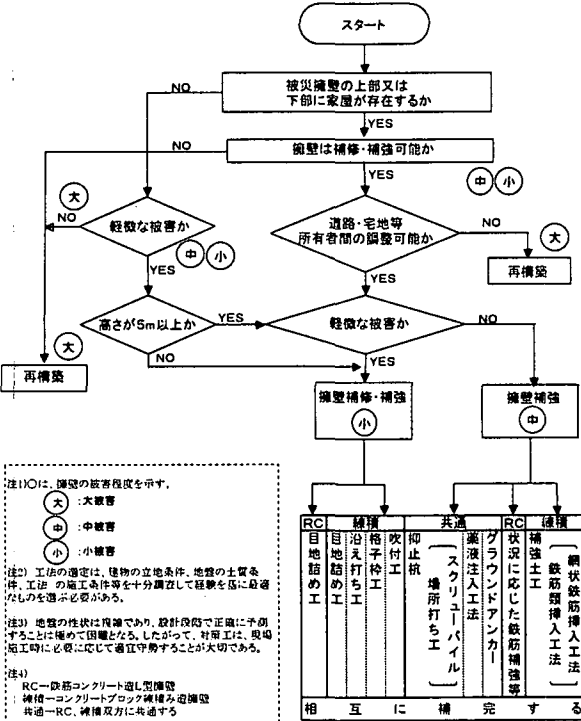 スタート
被災擁壁の上部又は
下部に家屋が存在するか
NO
YES
擁壁は補修・補強可能か
NO
YES
中 小
大
NO
軽微な被害か
中 小
YES
道路・宅地等
所有者間の調整可能か
NO
大
再構築
YES
高さが5m以上か
YES
NO
軽微な被害か
NO
YES
大
再構築
擁壁補修・補強
小
擁壁補強
中
注1)〇は、擁壁の被害程度を示す。
大 :大被害
中 :中被害
小 :小被害
注2) 工法の選定は、建物の立地条件、地盤の土質条
件、工法 の施工条件等を十分調査して経験を基に最適
なものを選ぶ必要がある。
注3) 地盤の性状は複雑であり、設計段階で正確に予測
することは極めて困難となる。したがって、対策工は、現場
施工時に必要に応じて適宜
することが大切である。
注4)
RC―鉄筋コンクリート造L型擁壁
練積―コンクリートブロック練積み造擁壁
共通―RC、練積双方に共通する
RC 練積 共通 RC 練積
目地詰め工
目地詰め工
沿え打ち工
格子枠工
吹付工
抑止杭
場所打ち工
スクリューパイル
薬液注入工法
グラウンドアンカー
状況に応じた鉄筋補強等
補強土工
鉄筋類挿入工法
網状鉄筋挿入工法
相互に補完する